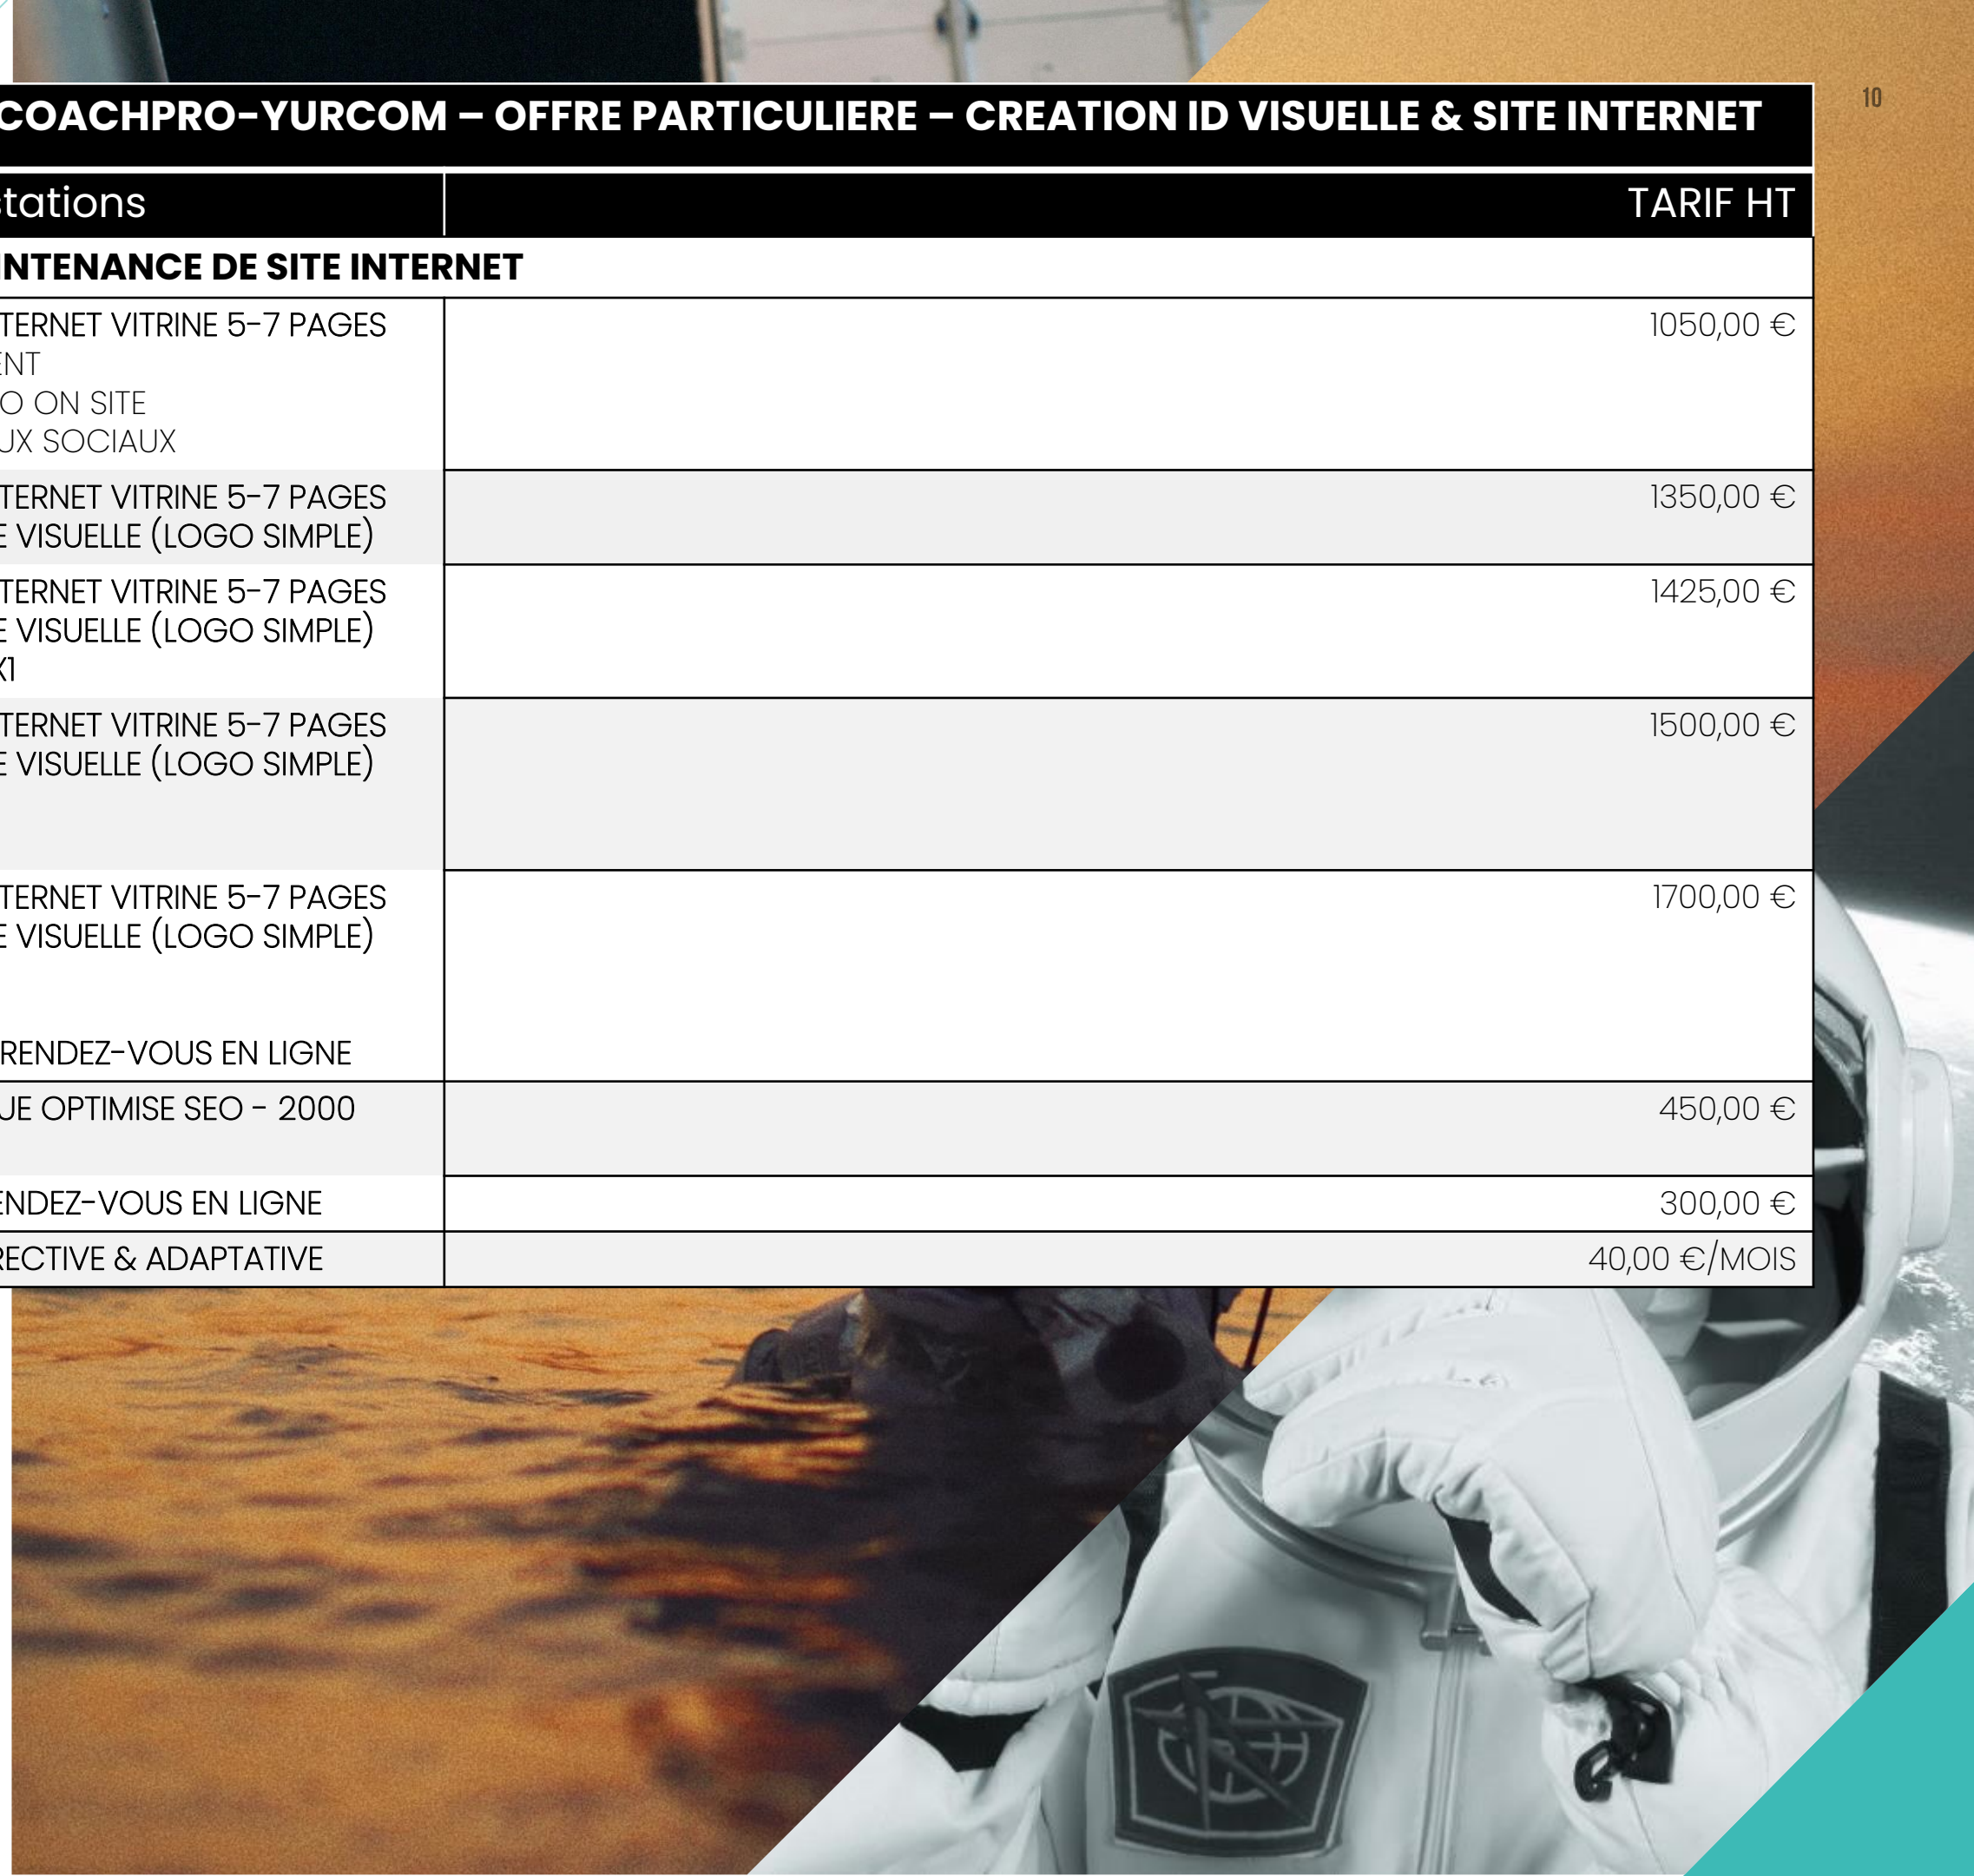 COACHPRO-YURCOM – OFFRE PARTICULIERE – CREATION ID VISUELLE & SITE INTERNET
10
stations TARIF HT
INTENANCE DE SITE INTERNET
TERNET VITRINE 5-7 PAGES 1050,00 €
ENT
O ON SITE
UX SOCIAUX
TERNET VITRINE 5-7 PAGES 1350,00 €
E VISUELLE (LOGO SIMPLE)
TERNET VITRINE 5-7 PAGES 1425,00 €
E VISUELLE (LOGO SIMPLE)
X1
TERNET VITRINE 5-7 PAGES 1500,00 €
E VISUELLE (LOGO SIMPLE)
TERNET VITRINE 5-7 PAGES 1700,00 €
E VISUELLE (LOGO SIMPLE)
RENDEZ-VOUS EN LIGNE
UE OPTIMISE SEO - 2000 450,00 €
ENDEZ-VOUS EN LIGNE 300,00 €
RECTIVE & ADAPTATIVE 40,00 €/MOIS